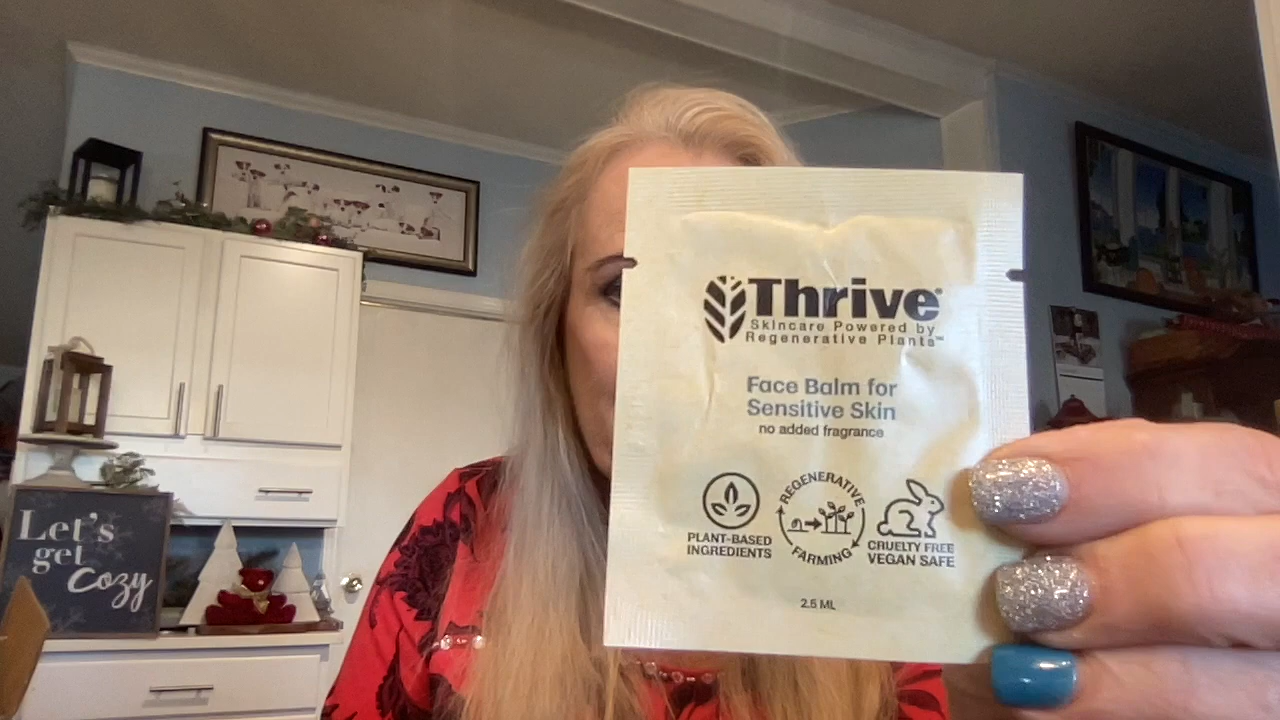 Thrive®
Skincare Powered by
Regenerative Plants™
Face Balm for
Sensitive Skin
no added fragrance
PLANT-BASED
INGREDIENTS
REGENERATIVE
FARMING
CRUELTY FREE
VEGAN SAFE
2.5 ML
Let's
get
Cozy